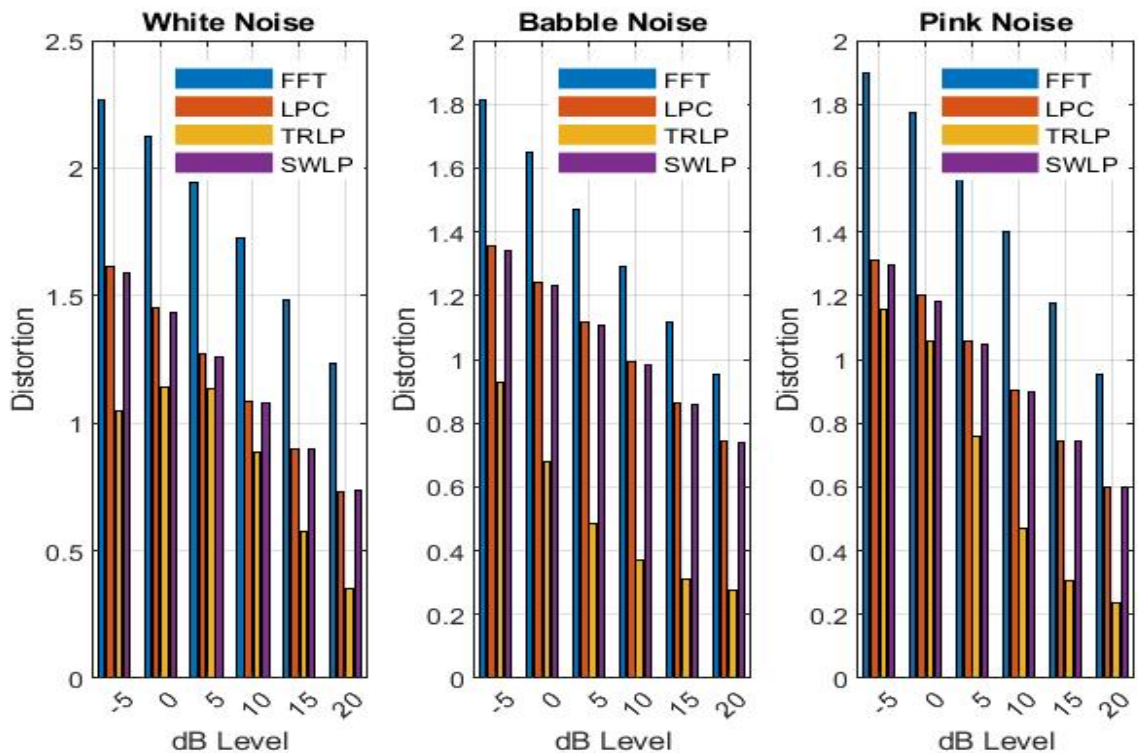 White Noise
2.5
2
1.5
1
0.5
0
Distortion
FFT
LPC
TRLP
SWLP
-5 0 5 10 15 20
dB Level
Babble Noise
2
1.8
1.6
1.4
1.2
1
0.8
0.6
0.4
0.2
0
Distortion
FFT
LPC
TRLP
SWLP
-5 0 5 10 15 20
dB Level
Pink Noise
2
1.8
1.6
1.4
1.2
1
0.8
0.6
0.4
0.2
0
Distortion
FFT
LPC
TRLP
SWLP
-5 0 5 10 15 20
dB Level